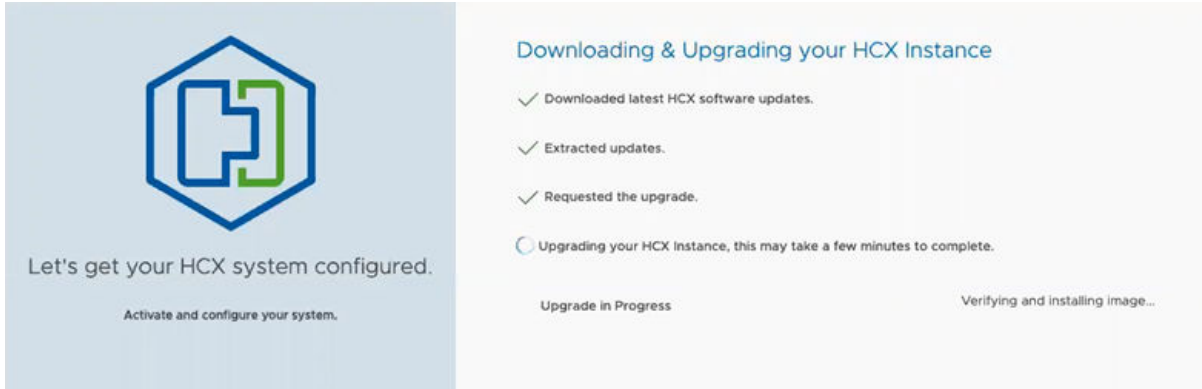 Let's get your HCX system configured.
Activate and configure your system.
Downloading & Upgrading your HCX Instance
Downloaded latest HCX software updates.
Extracted updates.
Requested the upgrade.
Upgrading your HCX Instance, this may take a few minutes to complete.
Upgrade in Progress
Verifying and installing image...